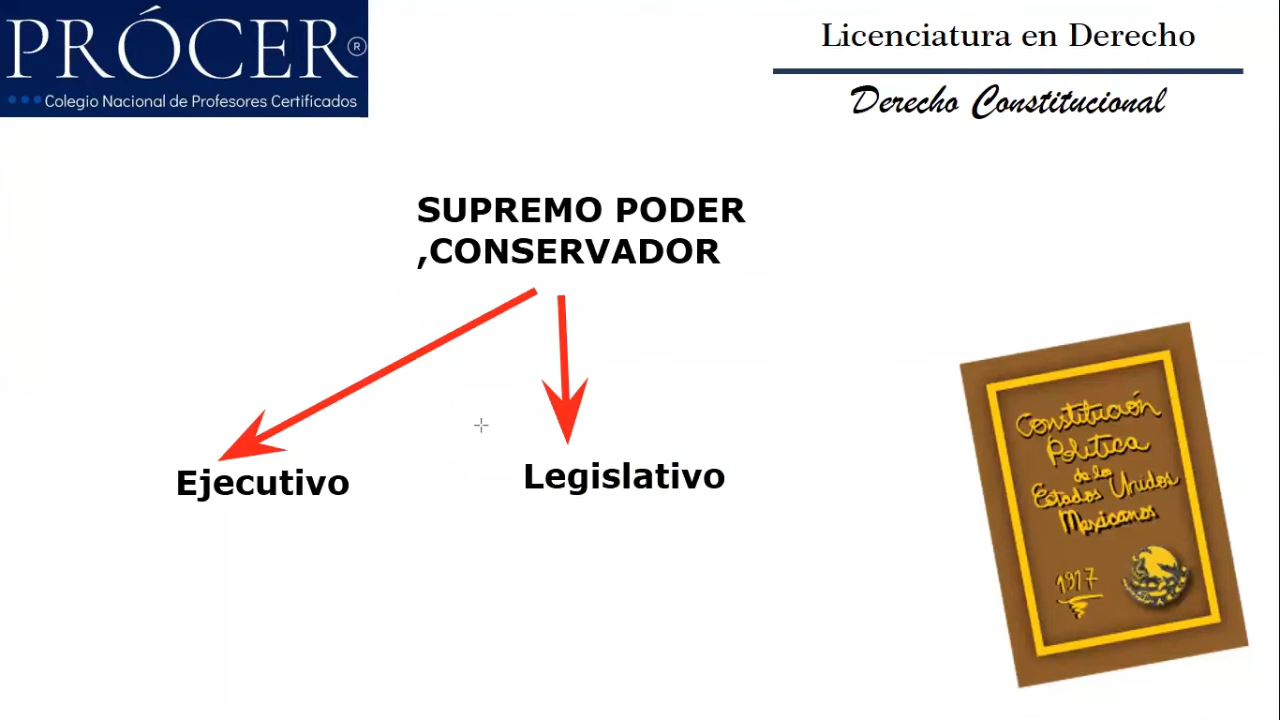 PRÓCER®
Colegio Nacional de Profesores Certificados
Licenciatura en Derecho
Derecho Constitucional
SUPREMO PODER
,CONSERVADOR
Ejecutivo
Legislativo
Constitución
Política
de los
Estados Unidos
Mexicanos
1917